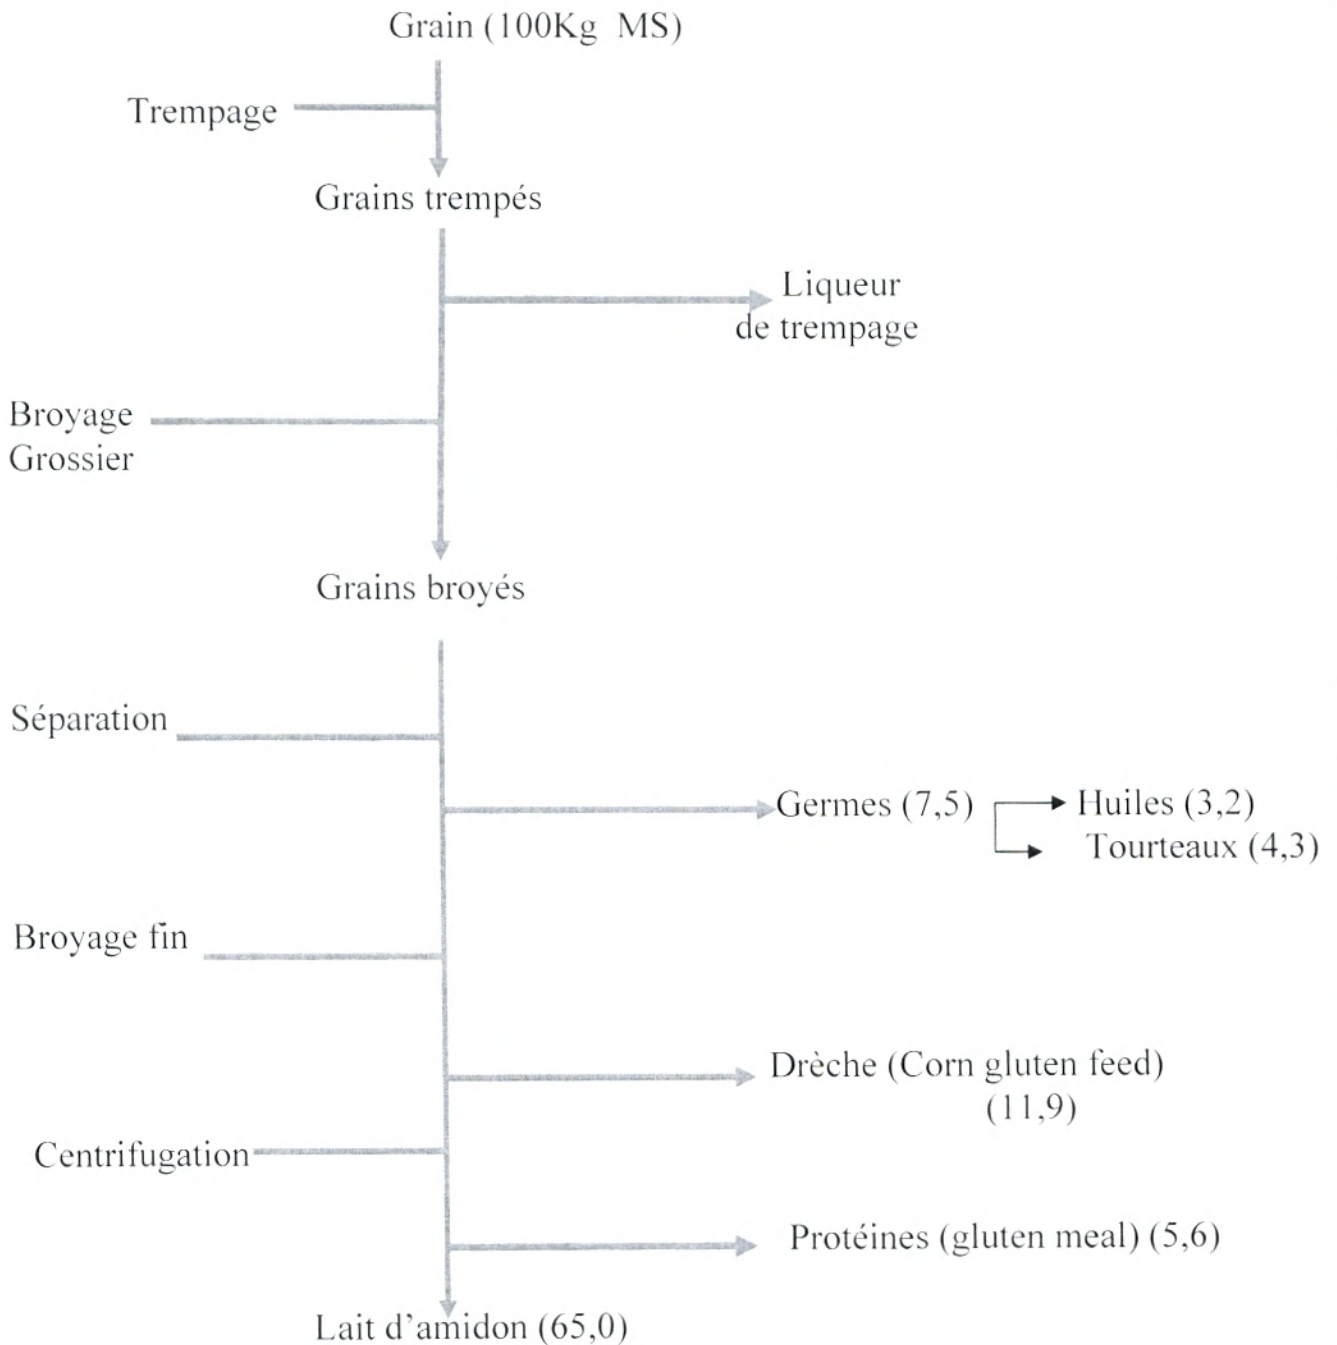 Grain (100Kg MS)
Trempage
Grains trempés
Liqueur
de trempage
Broyage
Grossier
Grains broyés
Séparation
Germes (7,5)
Huiles (3,2)
Tourteaux (4,3)
Broyage fin
Drèche (Corn gluten feed)
(11,9)
Centrifugation
Protéines (gluten meal) (5,6)
Lait d'amidon (65,0)